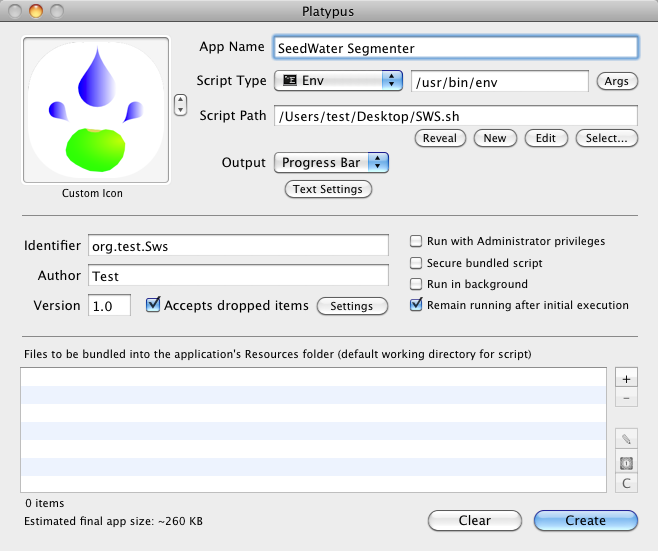 Platypus
App Name SeedWater Segmenter
Script Type Env /usr/bin/env Args
Script Path /Users/test/Desktop/SWS.sh
Reveal New Edit Select...
Output Progress Bar
Text Settings
Custom Icon
Identifier org.test.Sws
Author Test
Version 1.0 Accepts dropped items Settings
Run with Administrator privileges
Secure bundled script
Run in background
Remain running after initial execution
Files to be bundled into the application's Resources folder (default working directory for script)
+
−
C
0 items
Estimated final app size: ~260 KB
Clear Create